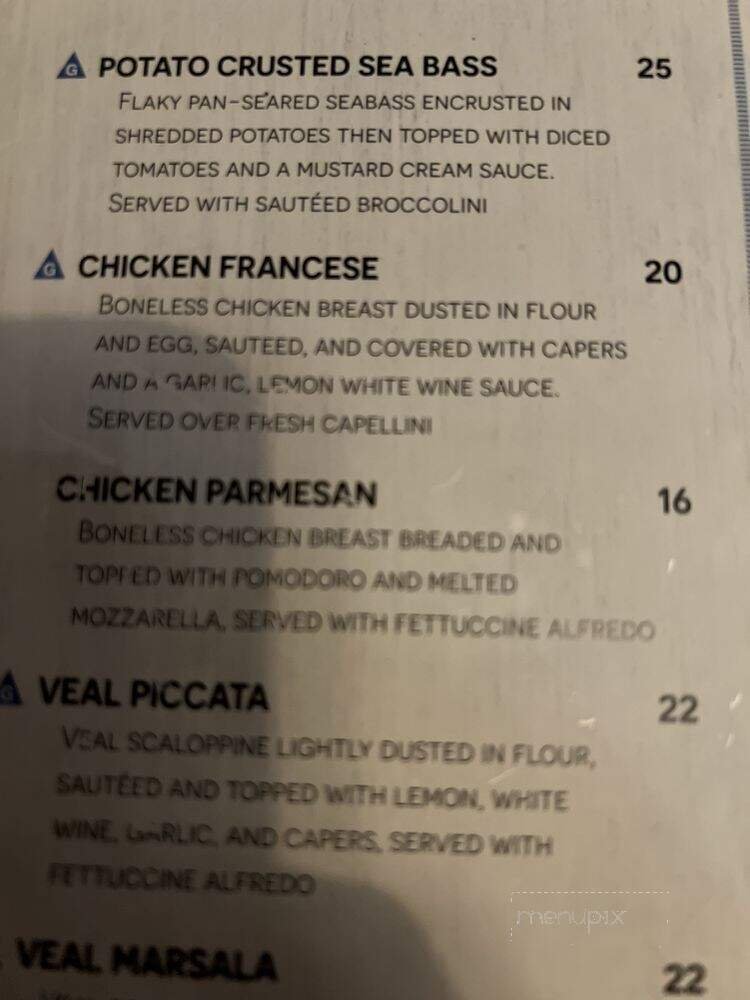 G POTATO CRUSTED SEA BASS 25
FLAKY PAN-SEARED SEABASS ENCRUSTED IN
SHREDDED POTATOES THEN TOPPED WITH DICED
TOMATOES AND A MUSTARD CREAM SAUCE.
SERVED WITH SAUTÉED BROCCOLINI
G CHICKEN FRANCESE 20
BONELESS CHICKEN BREAST DUSTED IN FLOUR
AND EGG, SAUTEED, AND COVERED WITH CAPERS
AND A GARLIC, LEMON WHITE WINE SAUCE.
SERVED OVER FRESH CAPELLINI
CHICKEN PARMESAN 16
BONELESS CHICKEN BREAST BREADED AND
TOPPED WITH POMODORO AND MELTED
MOZZARELLA, SERVED WITH FETTUCCINE ALFREDO
G VEAL PICCATA 22
VEAL SCALOPPINE LIGHTLY DUSTED IN FLOUR,
SAUTÉED AND TOPPED WITH LEMON, WHITE
WINE, GARLIC, AND CAPERS, SERVED WITH
FETTUCCINE ALFREDO
menupix
VEAL MARSALA 22